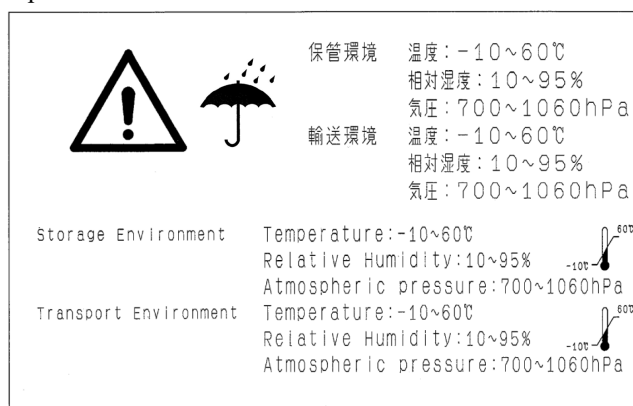 保管環境 温度:-10~60℃
相対湿度:10~95%
気圧:700~1060hPa
輸送環境 温度:-10~60℃
相対湿度:10~95%
気圧:700~1060hPa
Storage Environment Temperature:-10~60℃
60℃
Relative Humidity:10~95%
-10℃
Atmospheric pressure:700~1060hPa
Transport Environment Temperature:-10~60℃
60℃
Relative Humidity:10~95%
-10℃
Atmospheric pressure:700~1060hPa